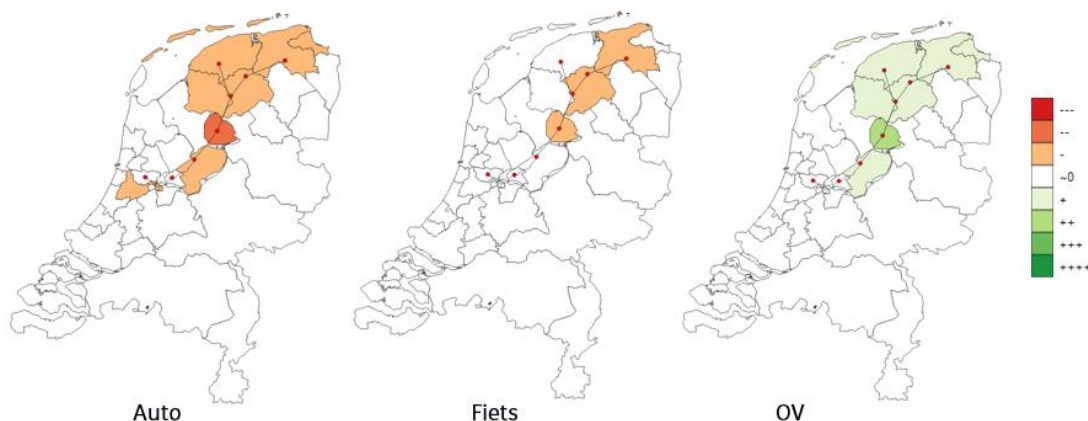 ---
--
-
~0
+
++
+++
++++
Auto
Fiets
OV